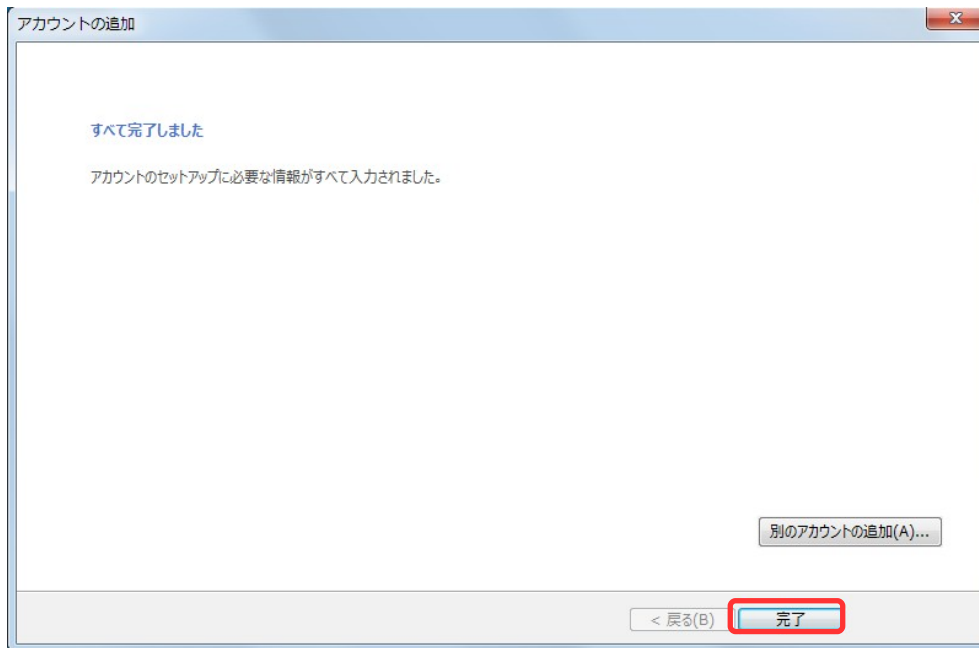 アカウントの追加
すべて完了しました
アカウントのセットアップに必要な情報がすべて入力されました。
別のアカウントの追加(A)...
< 戻る(B)
完了